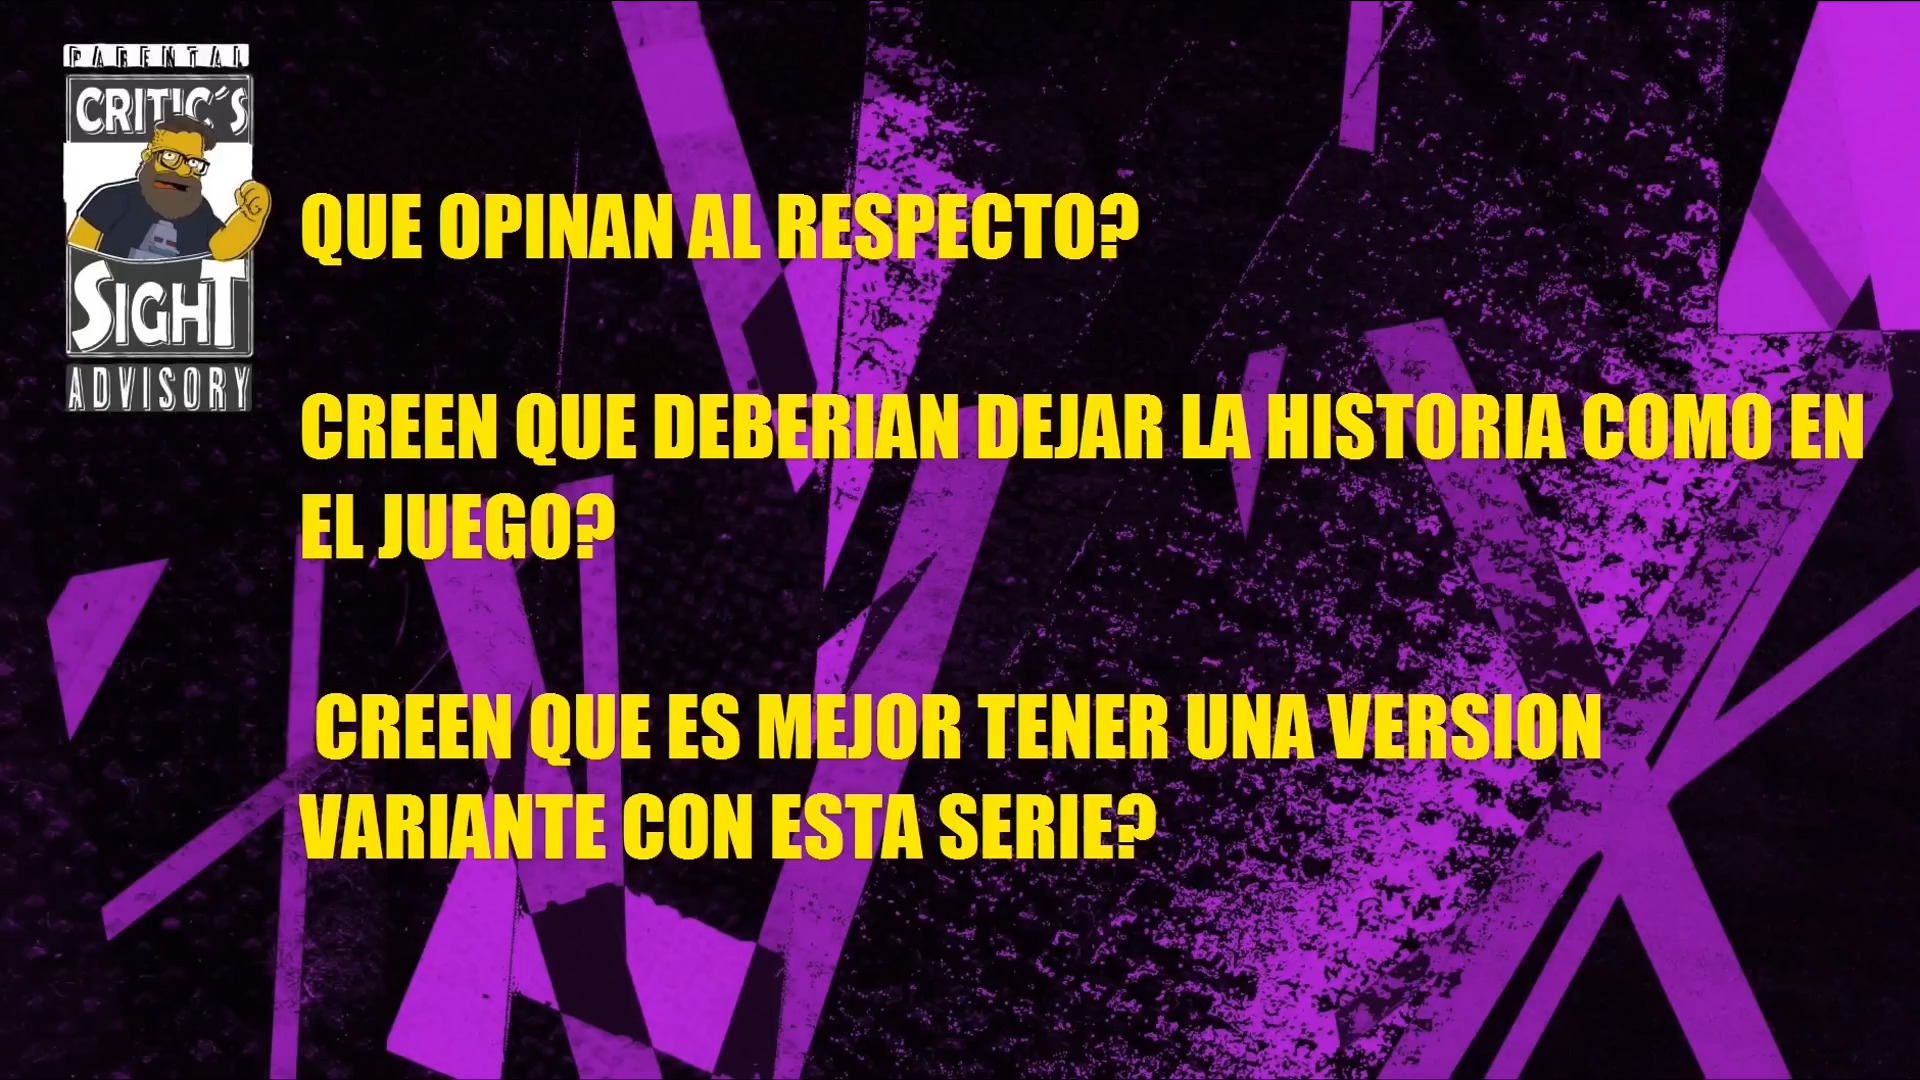 PARENTAL
CRITIC´S
SIGHT
ADVISORY
QUE OPINAN AL RESPECTO?
CREEN QUE DEBERIAN DEJAR LA HISTORIA COMO EN
EL JUEGO?
CREEN QUE ES MEJOR TENER UNA VERSION
VARIANTE CON ESTA SERIE?